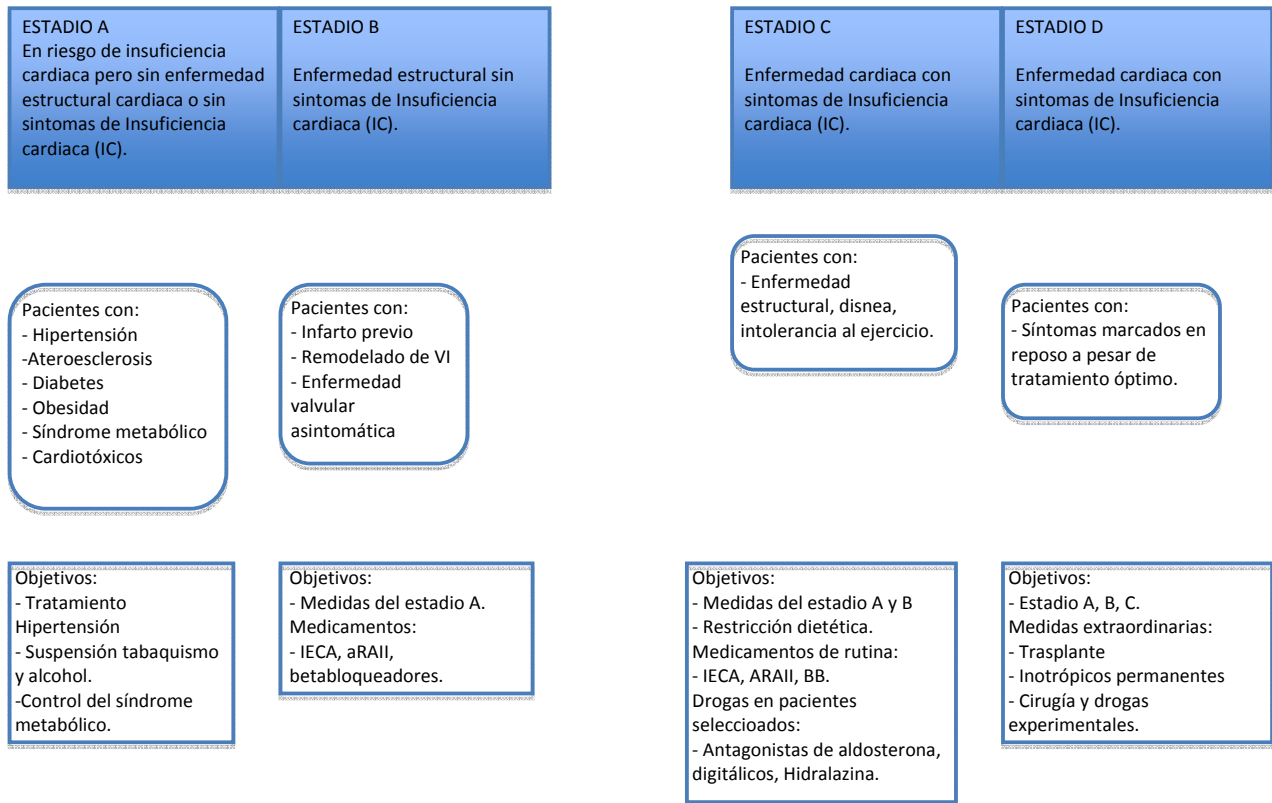 ESTADIO A
En riesgo de insuficiencia
cardiaca pero sin enfermedad
estructural cardiaca o sin
sintomas de Insuficiencia
cardiaca (IC).
ESTADIO B
Enfermedad estructural sin
sintomas de Insuficiencia
cardiaca (IC).
ESTADIO C
Enfermedad cardiaca con
sintomas de Insuficiencia
cardiaca (IC).
ESTADIO D
Enfermedad cardiaca con
sintomas de Insuficiencia
cardiaca (IC).
Pacientes con:
- Hipertensión
-Ateroesclerosis
- Diabetes
- Obesidad
- Síndrome metabólico
- Cardiotóxicos
Pacientes con:
- Infarto previo
- Remodelado de VI
- Enfermedad
valvular
asintomática
Pacientes con:
- Enfermedad
estructural, disnea,
intolerancia al ejercicio.
Pacientes con:
- Síntomas marcados en
reposo a pesar de
tratamiento óptimo.
Objetivos:
- Tratamiento
Hipertensión
- Suspensión tabaquismo
y alcohol.
-Control del síndrome
metabólico.
Objetivos:
- Medidas del estadio A.
Medicamentos:
- IECA, aRAII,
betabloqueadores.
Objetivos:
- Medidas del estadio A y B
- Restricción dietética.
Medicamentos de rutina:
- IECA, ARAII, BB.
Drogas en pacientes
seleccioados:
- Antagonistas de aldosterona,
digitálicos, Hidralazina.
Objetivos:
- Estadio A, B, C.
Medidas extraordinarias:
- Trasplante
- Inotrópicos permanentes
- Cirugía y drogas
experimentales.